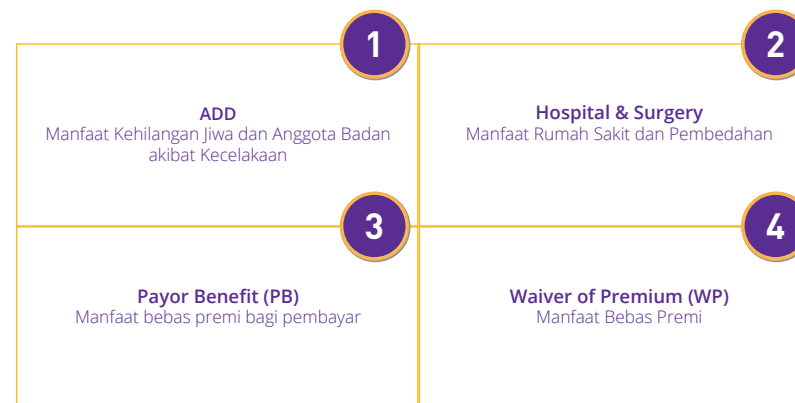 1
ADD
Manfaat Kehilangan Jiwa dan Anggota Badan
akibat Kecelakaan
2
Hospital & Surgery
Manfaat Rumah Sakit dan Pembedahan
3
Payor Benefit (PB)
Manfaat bebas premi bagi pembayar
4
Waiver of Premium (WP)
Manfaat Bebas Premi